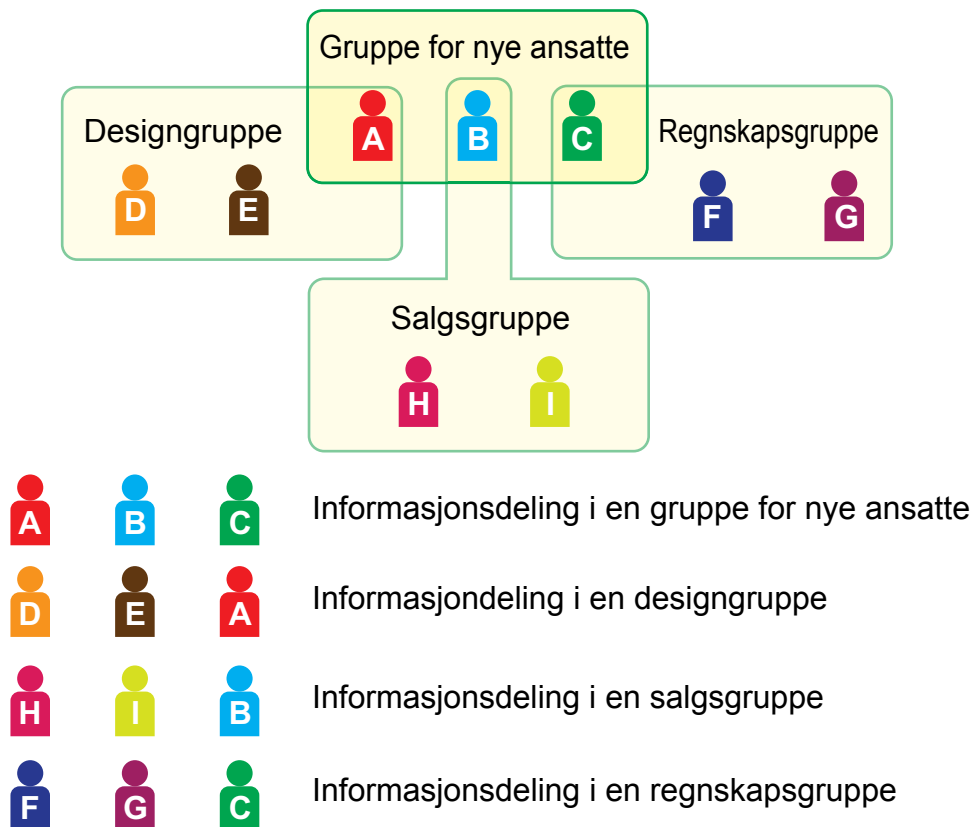 Gruppe for nye ansatte
Designgruppe
A
B
C
Regnskapsgruppe
D
E
F
G
Salgsgruppe
H
I
A B C Informasjonsdeling i en gruppe for nye ansatte
D E A Informasjondeling i en designgruppe
H I B Informasjonsdeling i en salgsgruppe
F G C Informasjonsdeling i en regnskapsgruppe